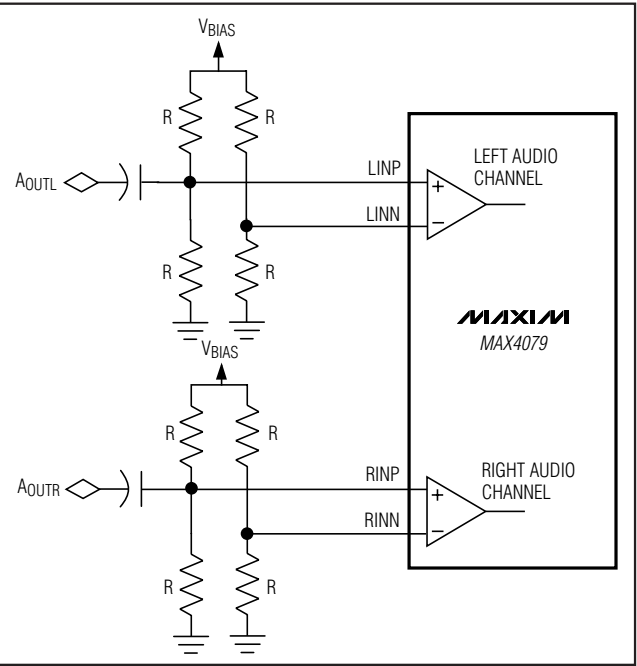 VBIAS
R R
LEFT AUDIO
CHANNEL
LINP
AOUTL
+
LINN
−
R R
MAXIM
MAX4079
VBIAS
R R
RIGHT AUDIO
CHANNEL
RINP
AOUTR
+
RINN
−
R R